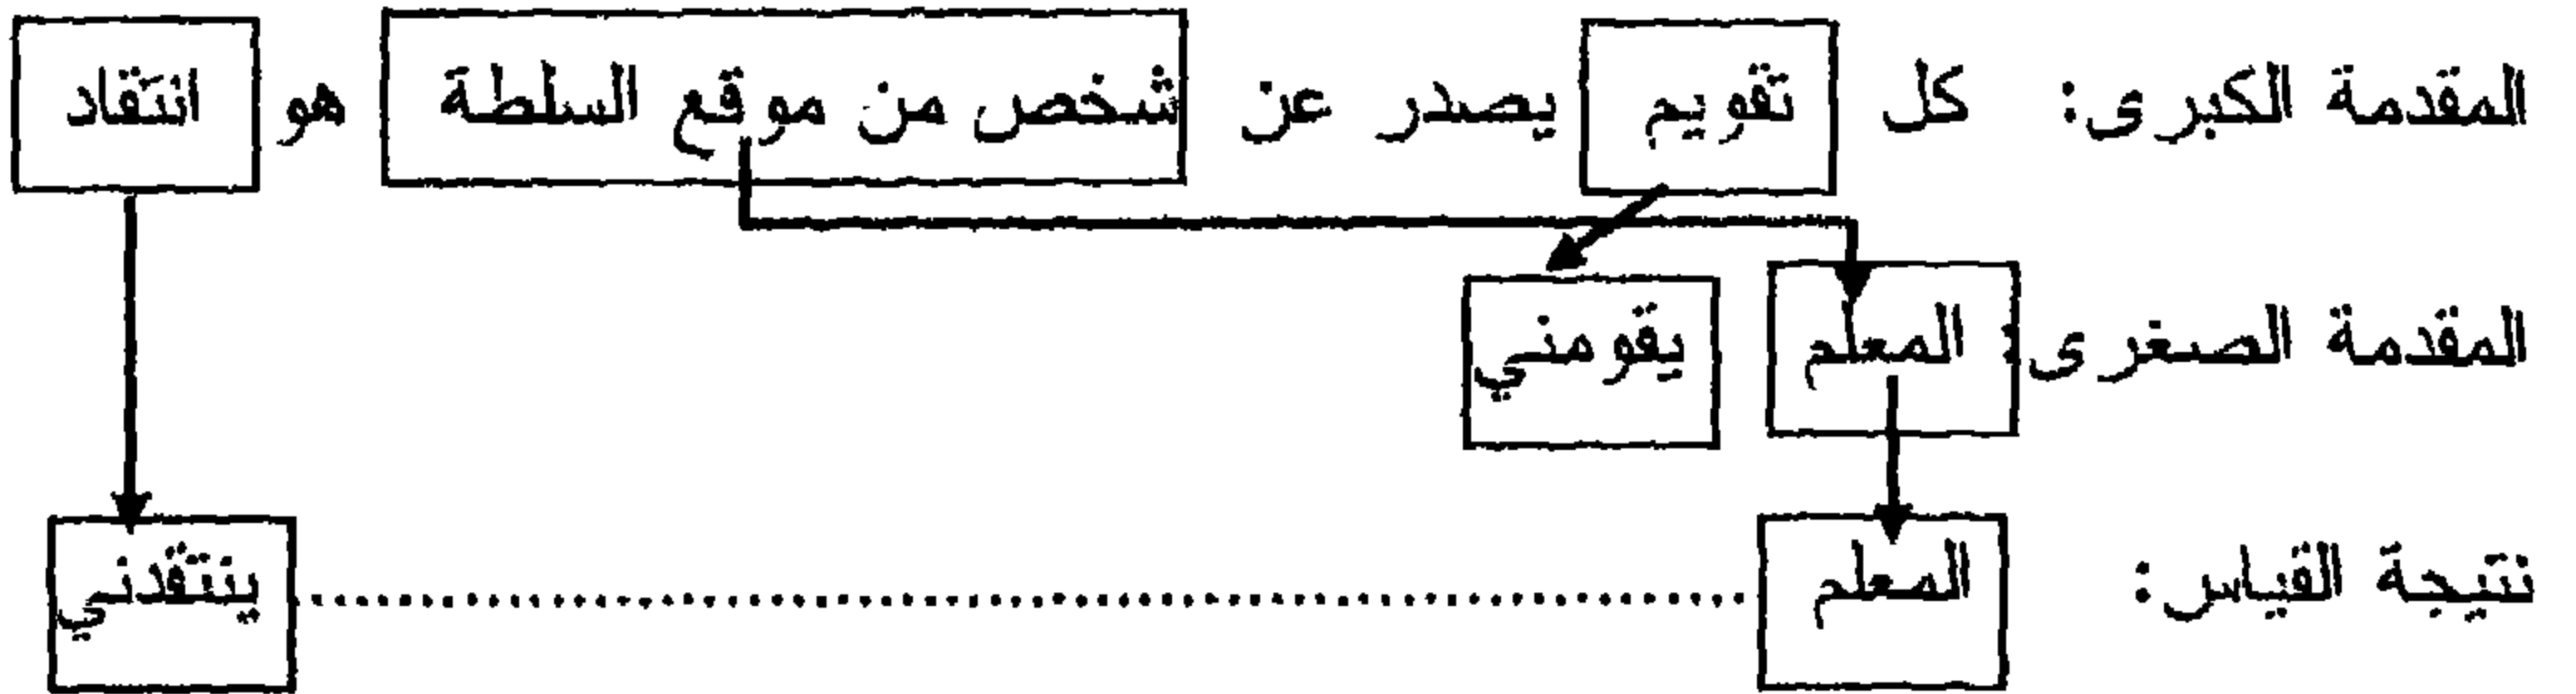 المقدمة الكبرى: كل تقويم يصدر عن شخص من موقع السلطة هو انتقاد
المقدمة الصغرى: المعلم يقومني
نتيجة القياس: المعلم ينتقدني